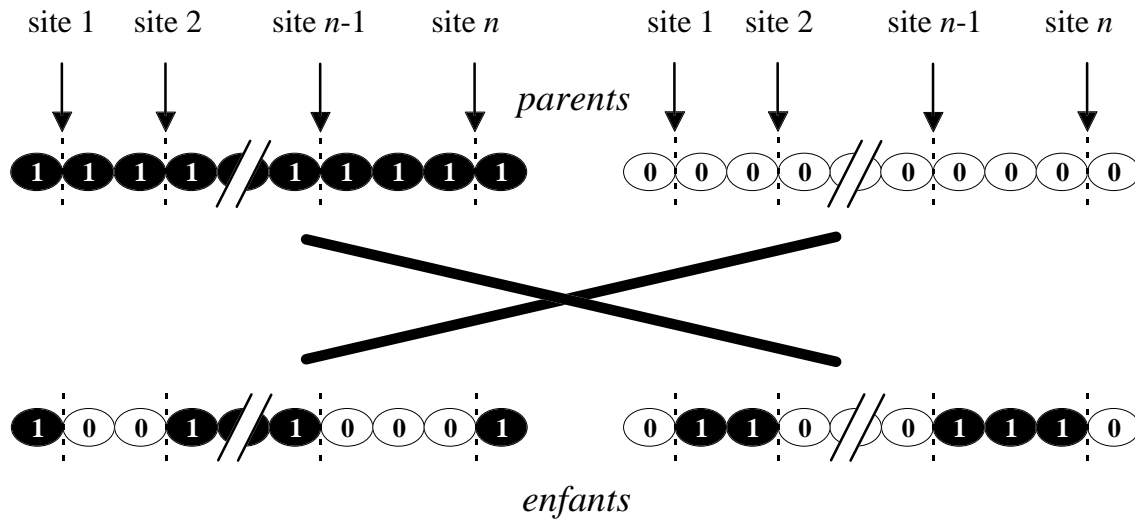 site 1 site 2 site n-1 site n site 1 site 2 site n-1 site n
parents
1 1 1 1 1 1 1 1 1 0 0 0 0 0 0 0 0 0
1 0 0 1 1 0 0 0 1 0 1 1 0 0 1 1 1 0
enfants